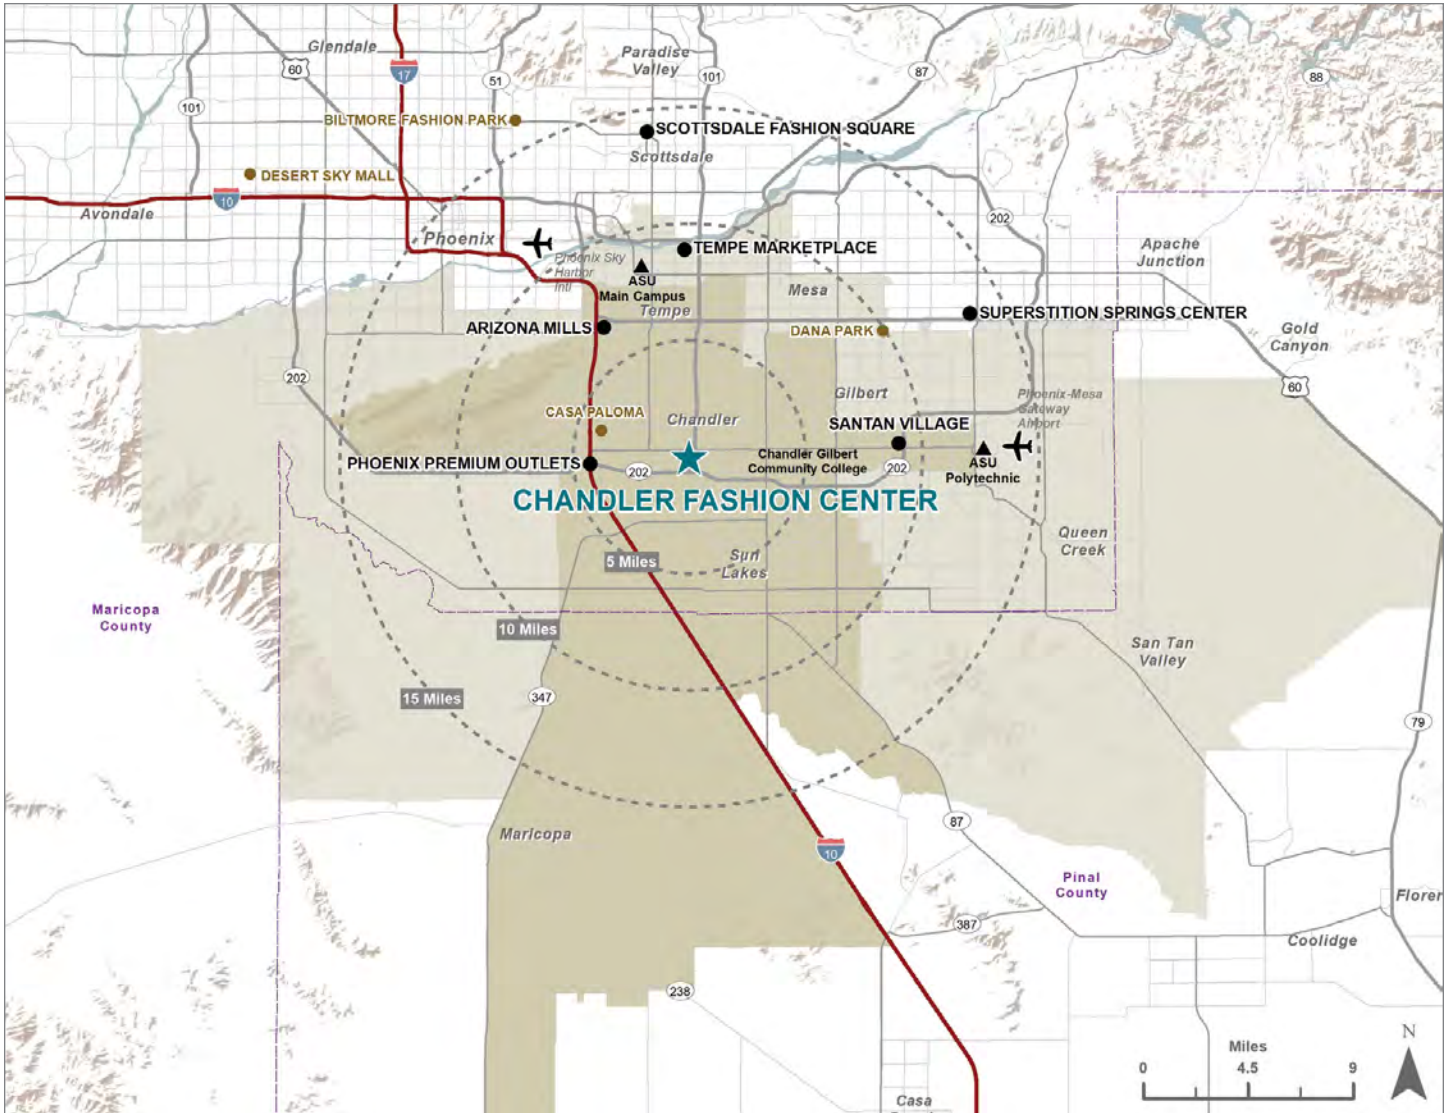 Glendale
Paradise
Valley
60
17
51
101
87
88
101
BILTMORE FASHION PARK
SCOTTSDALE FASHION SQUARE
Scottsdale
DESERT SKY MALL
10
Avondale
202
Phoenix
TEMPE MARKETPLACE
Apache
Junction
Phoenix Sky
Harbor
Intl
ASU
Main Campus
Mesa
Tempe
ARIZONA MILLS
SUPERSTITION SPRINGS CENTER
DANA PARK
Gold
Canyon
202
60
Gilbert
Phoenix-Mesa
Gateway
Airport
CASA PALOMA
Chandler
SANTAN VILLAGE
PHOENIX PREMIUM OUTLETS
202
Chandler Gilbert
Community College
202
ASU
Polytechnic
CHANDLER FASHION CENTER
Queen
Creek
5 Miles
Sun
Lakes
Maricopa
County
10 Miles
San Tan
Valley
15 Miles
347
79
Maricopa
87
10
Pinal
County
387
Florer
Coolidge
238
N
Miles
0
4.5
9
Casa